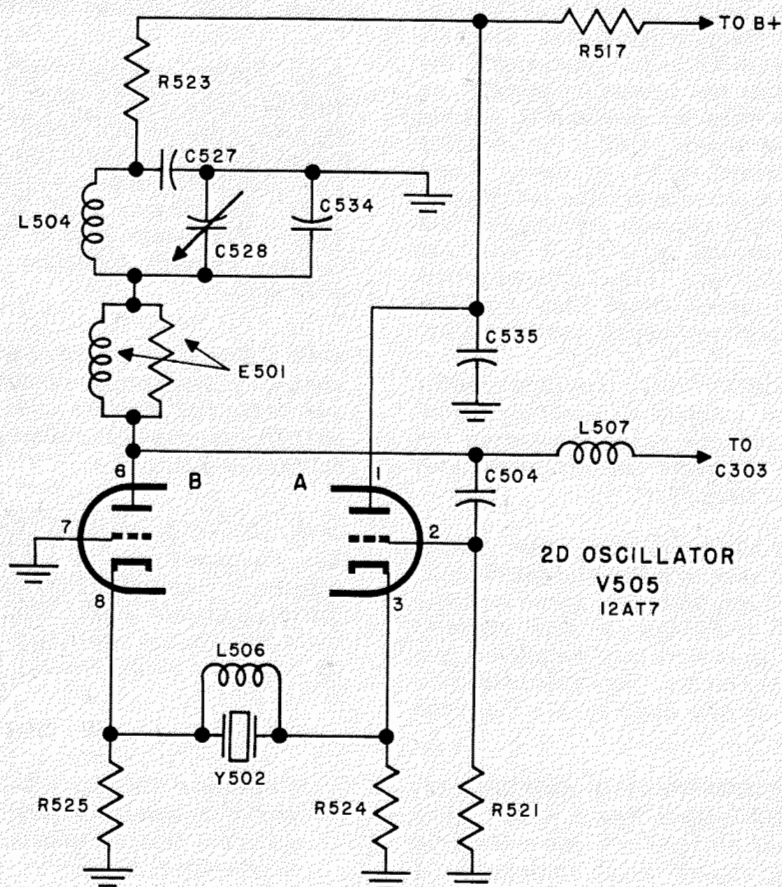 TO B+
R517
R523
C527
L504
C534
C528
C535
E501
L507
TO
C303
6
B
A
1
C504
7
2
2D OSCILLATOR
V505
12AT7
8
3
L506
Y502
R525
R524
R521